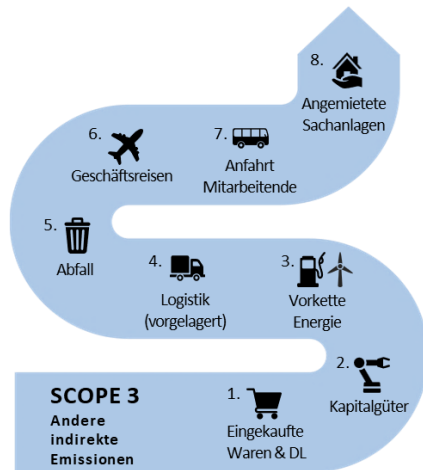 SCOPE 3
Andere
indirekte
Emissionen
1.
Eingekaufte
Waren & DL
2.
Kapitalgüter
3.
Vorkette
Energie
4.
Logistik
(vorgelagert)
5.
Abfall
6.
Geschäftsreisen
7.
Anfahrt
Mitarbeitende
8.
Angemietete
Sachanlagen